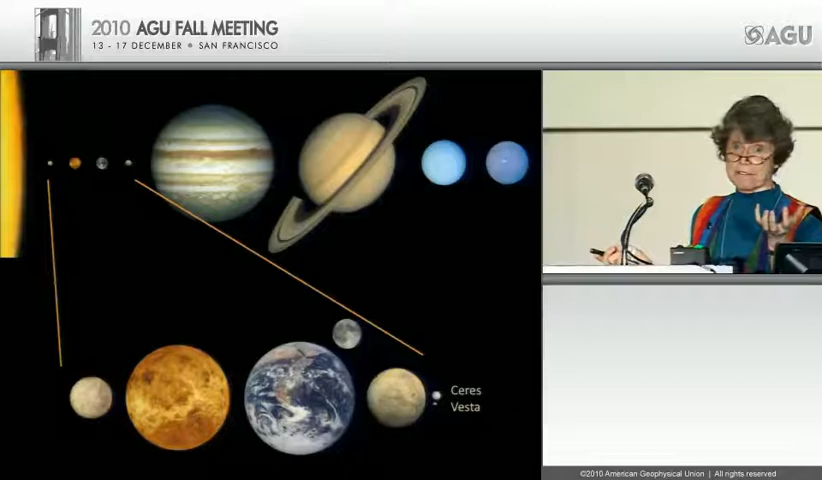 2010 AGU FALL MEETING
13 - 17 DECEMBER • SAN FRANCISCO
AGU
Ceres
Vesta
©2010 American Geophysical Union | All rights reserved